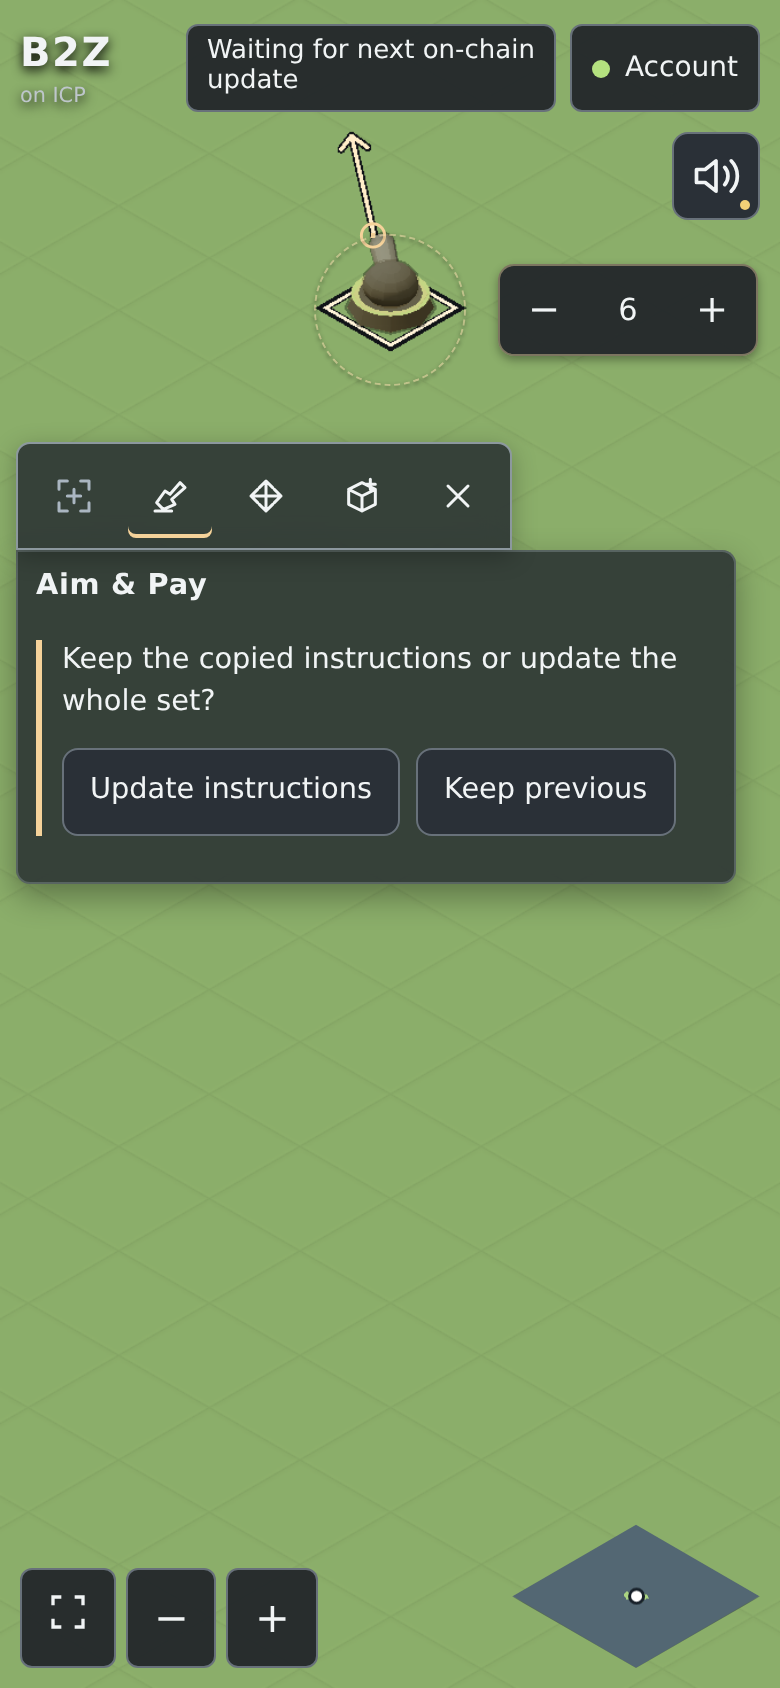 B2Z
on ICP
Waiting for next on-chain
update
Account
6
Aim & Pay
Keep the copied instructions or update the
whole set?
Update instructions
Keep previous